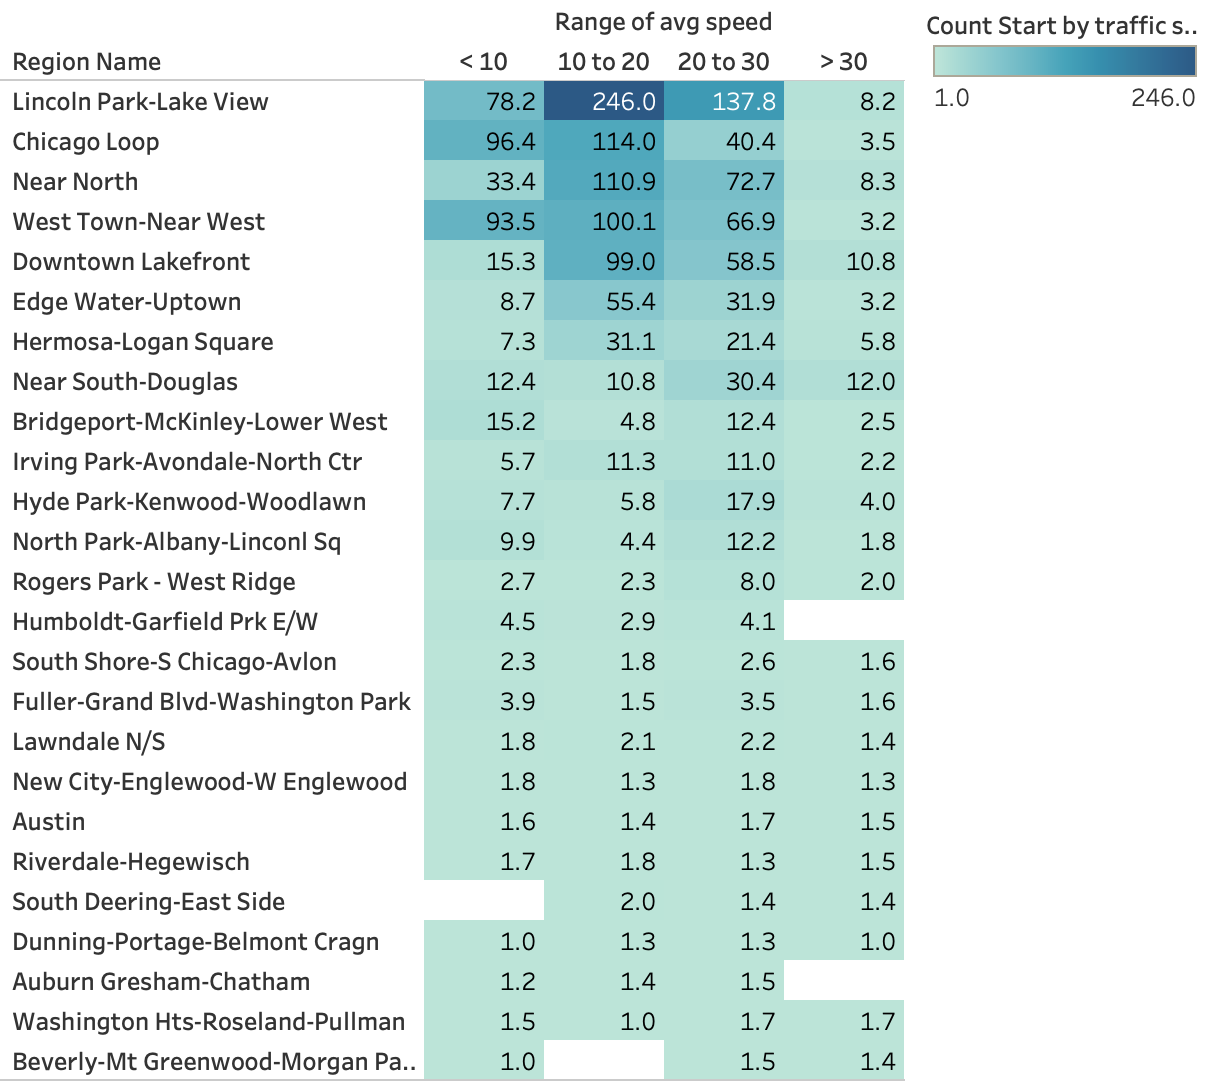 Range of avg speed
Count Start by traffic s..
Region Name < 10 10 to 20 20 to 30 > 30
1.0 246.0
Lincoln Park-Lake View 78.2 246.0 137.8 8.2
Chicago Loop 96.4 114.0 40.4 3.5
Near North 33.4 110.9 72.7 8.3
West Town-Near West 93.5 100.1 66.9 3.2
Downtown Lakefront 15.3 99.0 58.5 10.8
Edge Water-Uptown 8.7 55.4 31.9 3.2
Hermosa-Logan Square 7.3 31.1 21.4 5.8
Near South-Douglas 12.4 10.8 30.4 12.0
Bridgeport-McKinley-Lower West 15.2 4.8 12.4 2.5
Irving Park-Avondale-North Ctr 5.7 11.3 11.0 2.2
Hyde Park-Kenwood-Woodlawn 7.7 5.8 17.9 4.0
North Park-Albany-Linconl Sq 9.9 4.4 12.2 1.8
Rogers Park - West Ridge 2.7 2.3 8.0 2.0
Humboldt-Garfield Prk E/W 4.5 2.9 4.1
South Shore-S Chicago-Avlon 2.3 1.8 2.6 1.6
Fuller-Grand Blvd-Washington Park 3.9 1.5 3.5 1.6
Lawndale N/S 1.8 2.1 2.2 1.4
New City-Englewood-W Englewood 1.8 1.3 1.8 1.3
Austin 1.6 1.4 1.7 1.5
Riverdale-Hegewisch 1.7 1.8 1.3 1.5
South Deering-East Side 2.0 1.4 1.4
Dunning-Portage-Belmont Cragn 1.0 1.3 1.3 1.0
Auburn Gresham-Chatham 1.2 1.4 1.5
Washington Hts-Roseland-Pullman 1.5 1.0 1.7 1.7
Beverly-Mt Greenwood-Morgan Pa.. 1.0 1.5 1.4